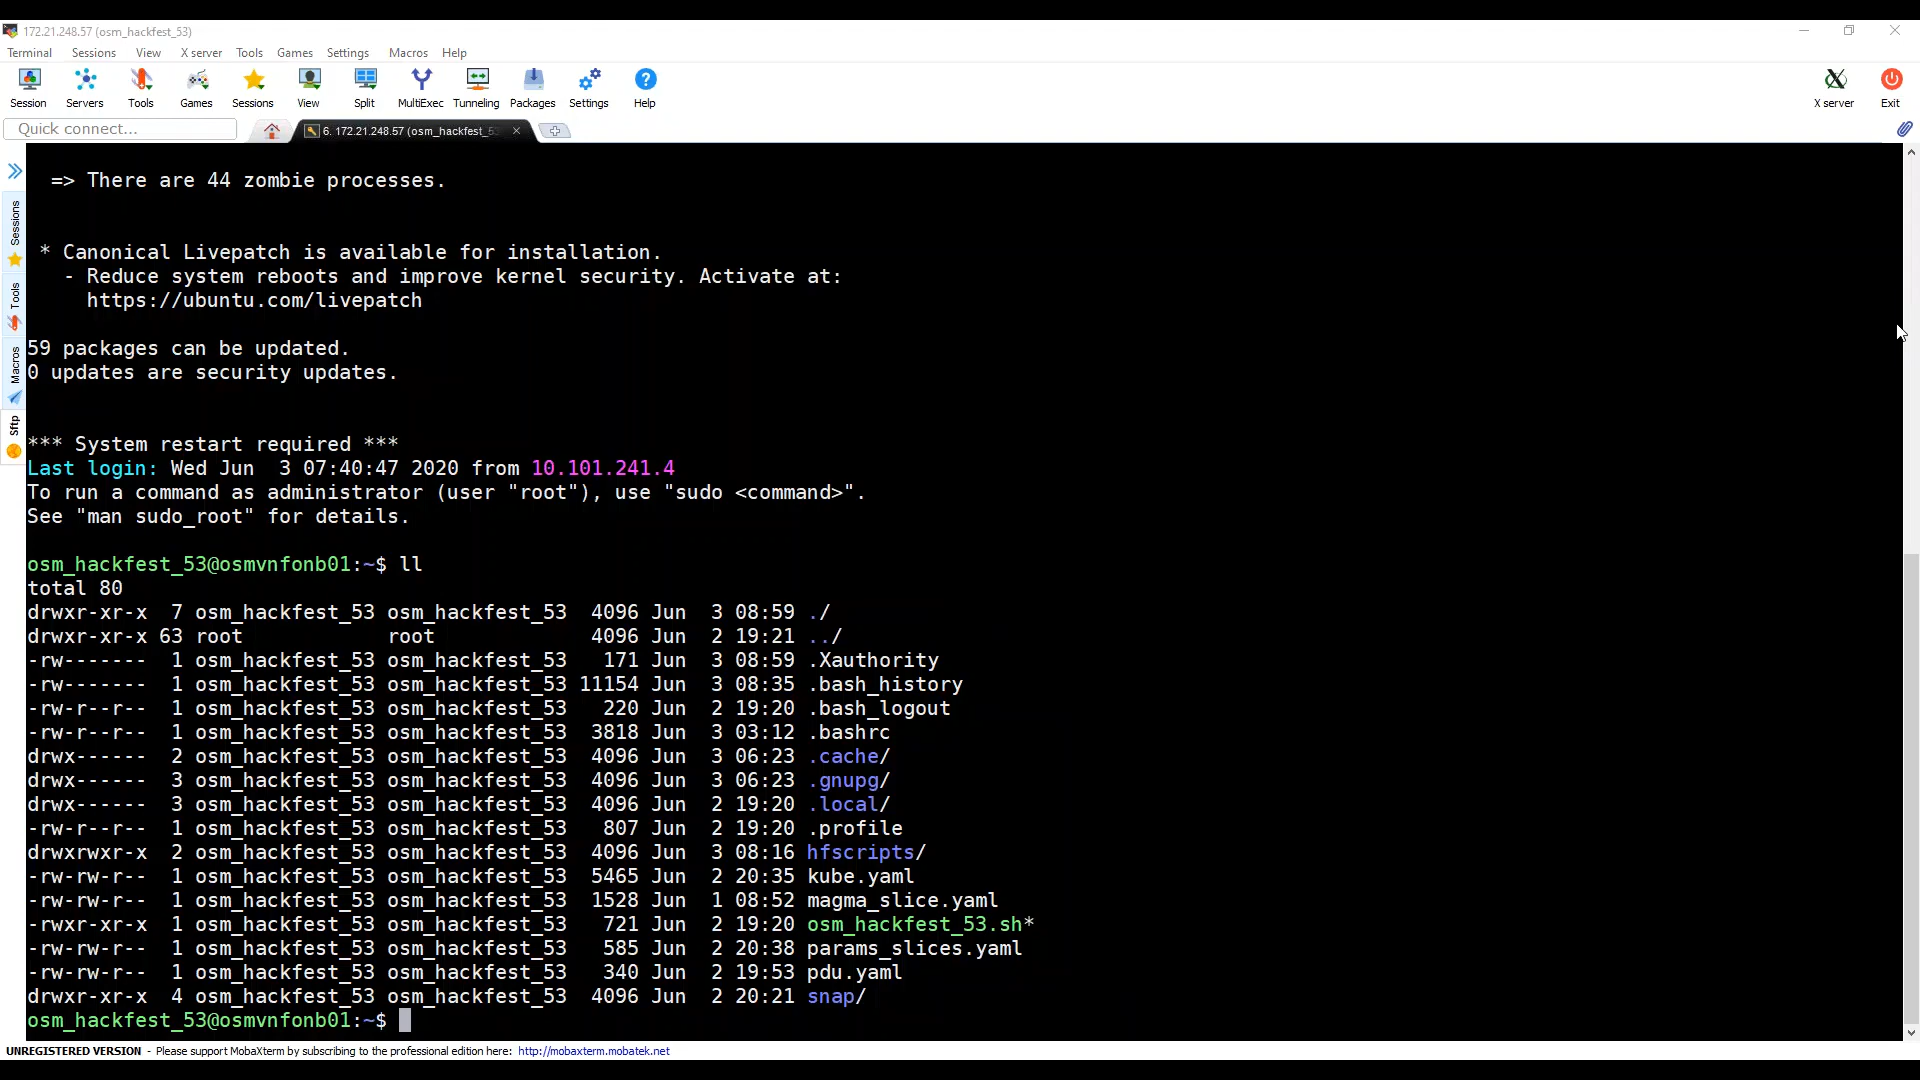 172.21.248.57 (osm_hackfest_53)
Terminal Sessions View X server Tools Games Settings Macros Help
Session Servers Tools Games Sessions View Split MultiExec Tunneling Packages Settings Help X server Exit
Quick connect... 6. 172.21.248.57 (osm_hackfest_5
Sessions
Tools
Macros
Sftp
=> There are 44 zombie processes.
* Canonical Livepatch is available for installation.
- Reduce system reboots and improve kernel security. Activate at:
https://ubuntu.com/livepatch
59 packages can be updated.
0 updates are security updates.
*** System restart required ***
Last login: Wed Jun  3 07:40:47 2020 from 10.101.241.4
To run a command as administrator (user "root"), use "sudo <command>".
See "man sudo_root" for details.
osm_hackfest_53@osmvnfonb01:~$ ll
total 80
drwxr-xr-x  7 osm_hackfest_53 osm_hackfest_53  4096 Jun  3 08:59 ./
drwxr-xr-x 63 root            root             4096 Jun  2 19:21 ../
-rw-------  1 osm_hackfest_53 osm_hackfest_53   171 Jun  3 08:59 .Xauthority
-rw-------  1 osm_hackfest_53 osm_hackfest_53 11154 Jun  3 08:35 .bash_history
-rw-r--r--  1 osm_hackfest_53 osm_hackfest_53   220 Jun  2 19:20 .bash_logout
-rw-r--r--  1 osm_hackfest_53 osm_hackfest_53  3818 Jun  3 03:12 .bashrc
drwx------  2 osm_hackfest_53 osm_hackfest_53  4096 Jun  3 06:23 .cache/
drwx------  3 osm_hackfest_53 osm_hackfest_53  4096 Jun  3 06:23 .gnupg/
drwx------  3 osm_hackfest_53 osm_hackfest_53  4096 Jun  2 19:20 .local/
-rw-r--r--  1 osm_hackfest_53 osm_hackfest_53   807 Jun  2 19:20 .profile
drwxrwxr-x  2 osm_hackfest_53 osm_hackfest_53  4096 Jun  3 08:16 hfscripts/
-rw-rw-r--  1 osm_hackfest_53 osm_hackfest_53  5465 Jun  2 20:35 kube.yaml
-rw-rw-r--  1 osm_hackfest_53 osm_hackfest_53  1528 Jun  1 08:52 magma_slice.yaml
-rwxr-xr-x  1 osm_hackfest_53 osm_hackfest_53   721 Jun  2 19:20 osm_hackfest_53.sh*
-rw-rw-r--  1 osm_hackfest_53 osm_hackfest_53   585 Jun  2 20:38 params_slices.yaml
-rw-rw-r--  1 osm_hackfest_53 osm_hackfest_53   340 Jun  2 19:53 pdu.yaml
drwxr-xr-x  4 osm_hackfest_53 osm_hackfest_53  4096 Jun  2 20:21 snap/
osm_hackfest_53@osmvnfonb01:~$
UNREGISTERED VERSION - Please support MobaXterm by subscribing to the professional edition here: http://mobaxterm.mobatek.net